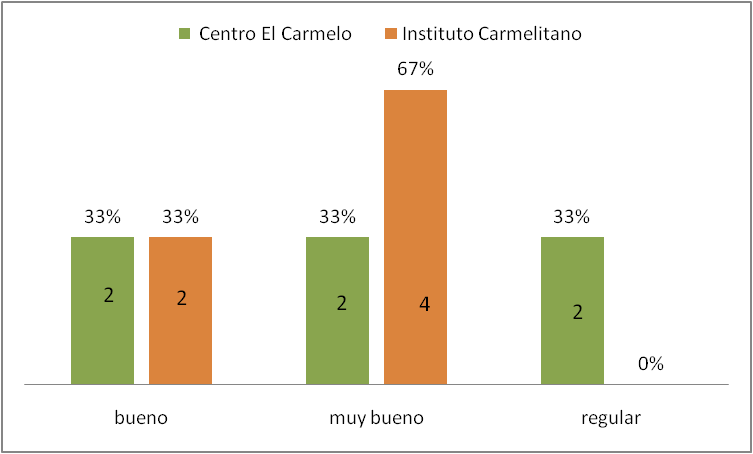 Centro El Carmelo Instituto Carmelitano
67%
33% 33% 33% 33%
2 2 2 4 2
0%
bueno muy bueno regular